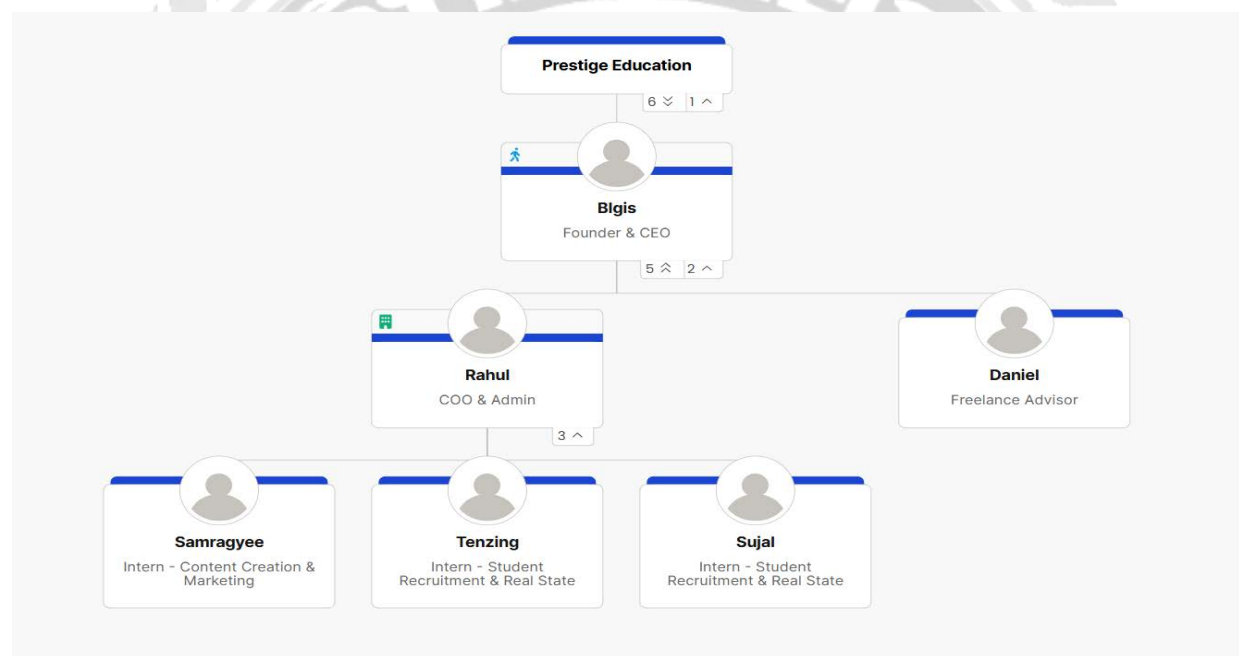 Prestige Education
6 1
Blgis
Founder & CEO
5 2
Rahul
COO & Admin
3
Daniel
Freelance Advisor
Samragyee
Intern - Content Creation &
Marketing
Tenzing
Intern - Student
Recruitment & Real State
Sujal
Intern - Student
Recruitment & Real State